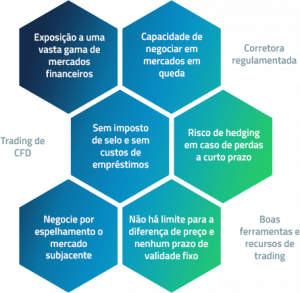 Exposição a uma
vasta gama de
mercados
financeiros
Capacidade de
negociar em
mercados em
queda
Corretora
regulamentada
Trading de
CFD
Sem imposto
de selo e sem
custos de
empréstimos
Risco de hedging
em caso de perdas
a curto prazo
Negocie por
espelhamento o
mercado
subjacente
Não há limite para a
diferença de preço e
nenhum prazo de
validade fixo
Boas
ferramentas e
recursos de
trading